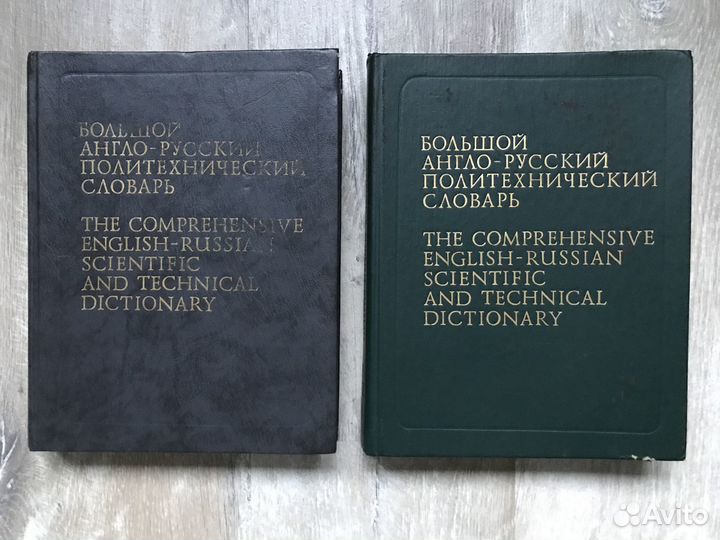 БОЛЬШОЙ
АНГЛО-РУССКИЙ
ПОЛИТЕХНИЧЕСКИЙ
СЛОВАРЬ
THE COMPREHENSIVE
ENGLISH-RUSSIAN
SCIENTIFIC
AND TECHNICAL
DICTIONARY
БОЛЬШОЙ
АНГЛО-РУССКИЙ
ПОЛИТЕХНИЧЕСКИЙ
СЛОВАРЬ
THE COMPREHENSIVE
ENGLISH-RUSSIAN
SCIENTIFIC
AND TECHNICAL
DICTIONARY
Avito